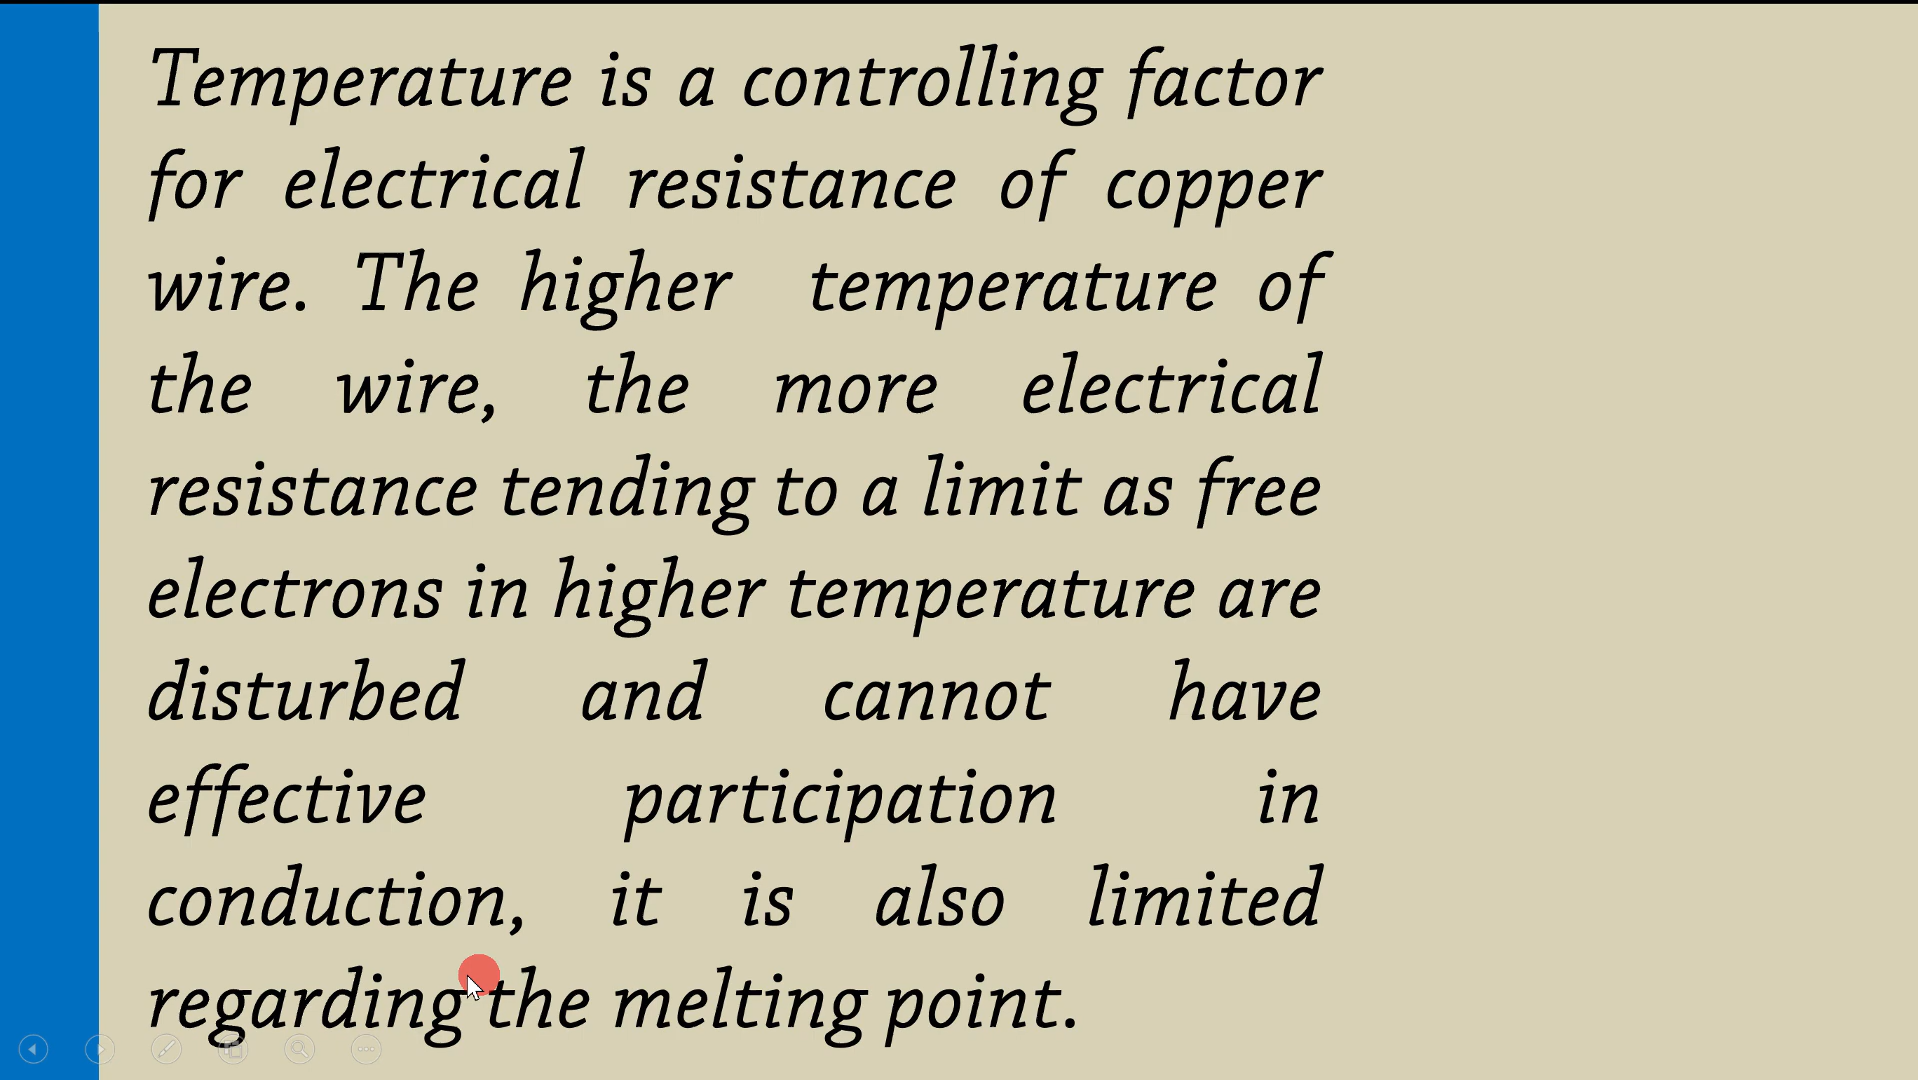 Temperature is a controlling factor
for electrical resistance of copper
wire. The higher temperature of
the wire, the more electrical
resistance tending to a limit as free
electrons in higher temperature are
disturbed and cannot have
effective participation in
conduction, it is also limited
regarding the melting point.